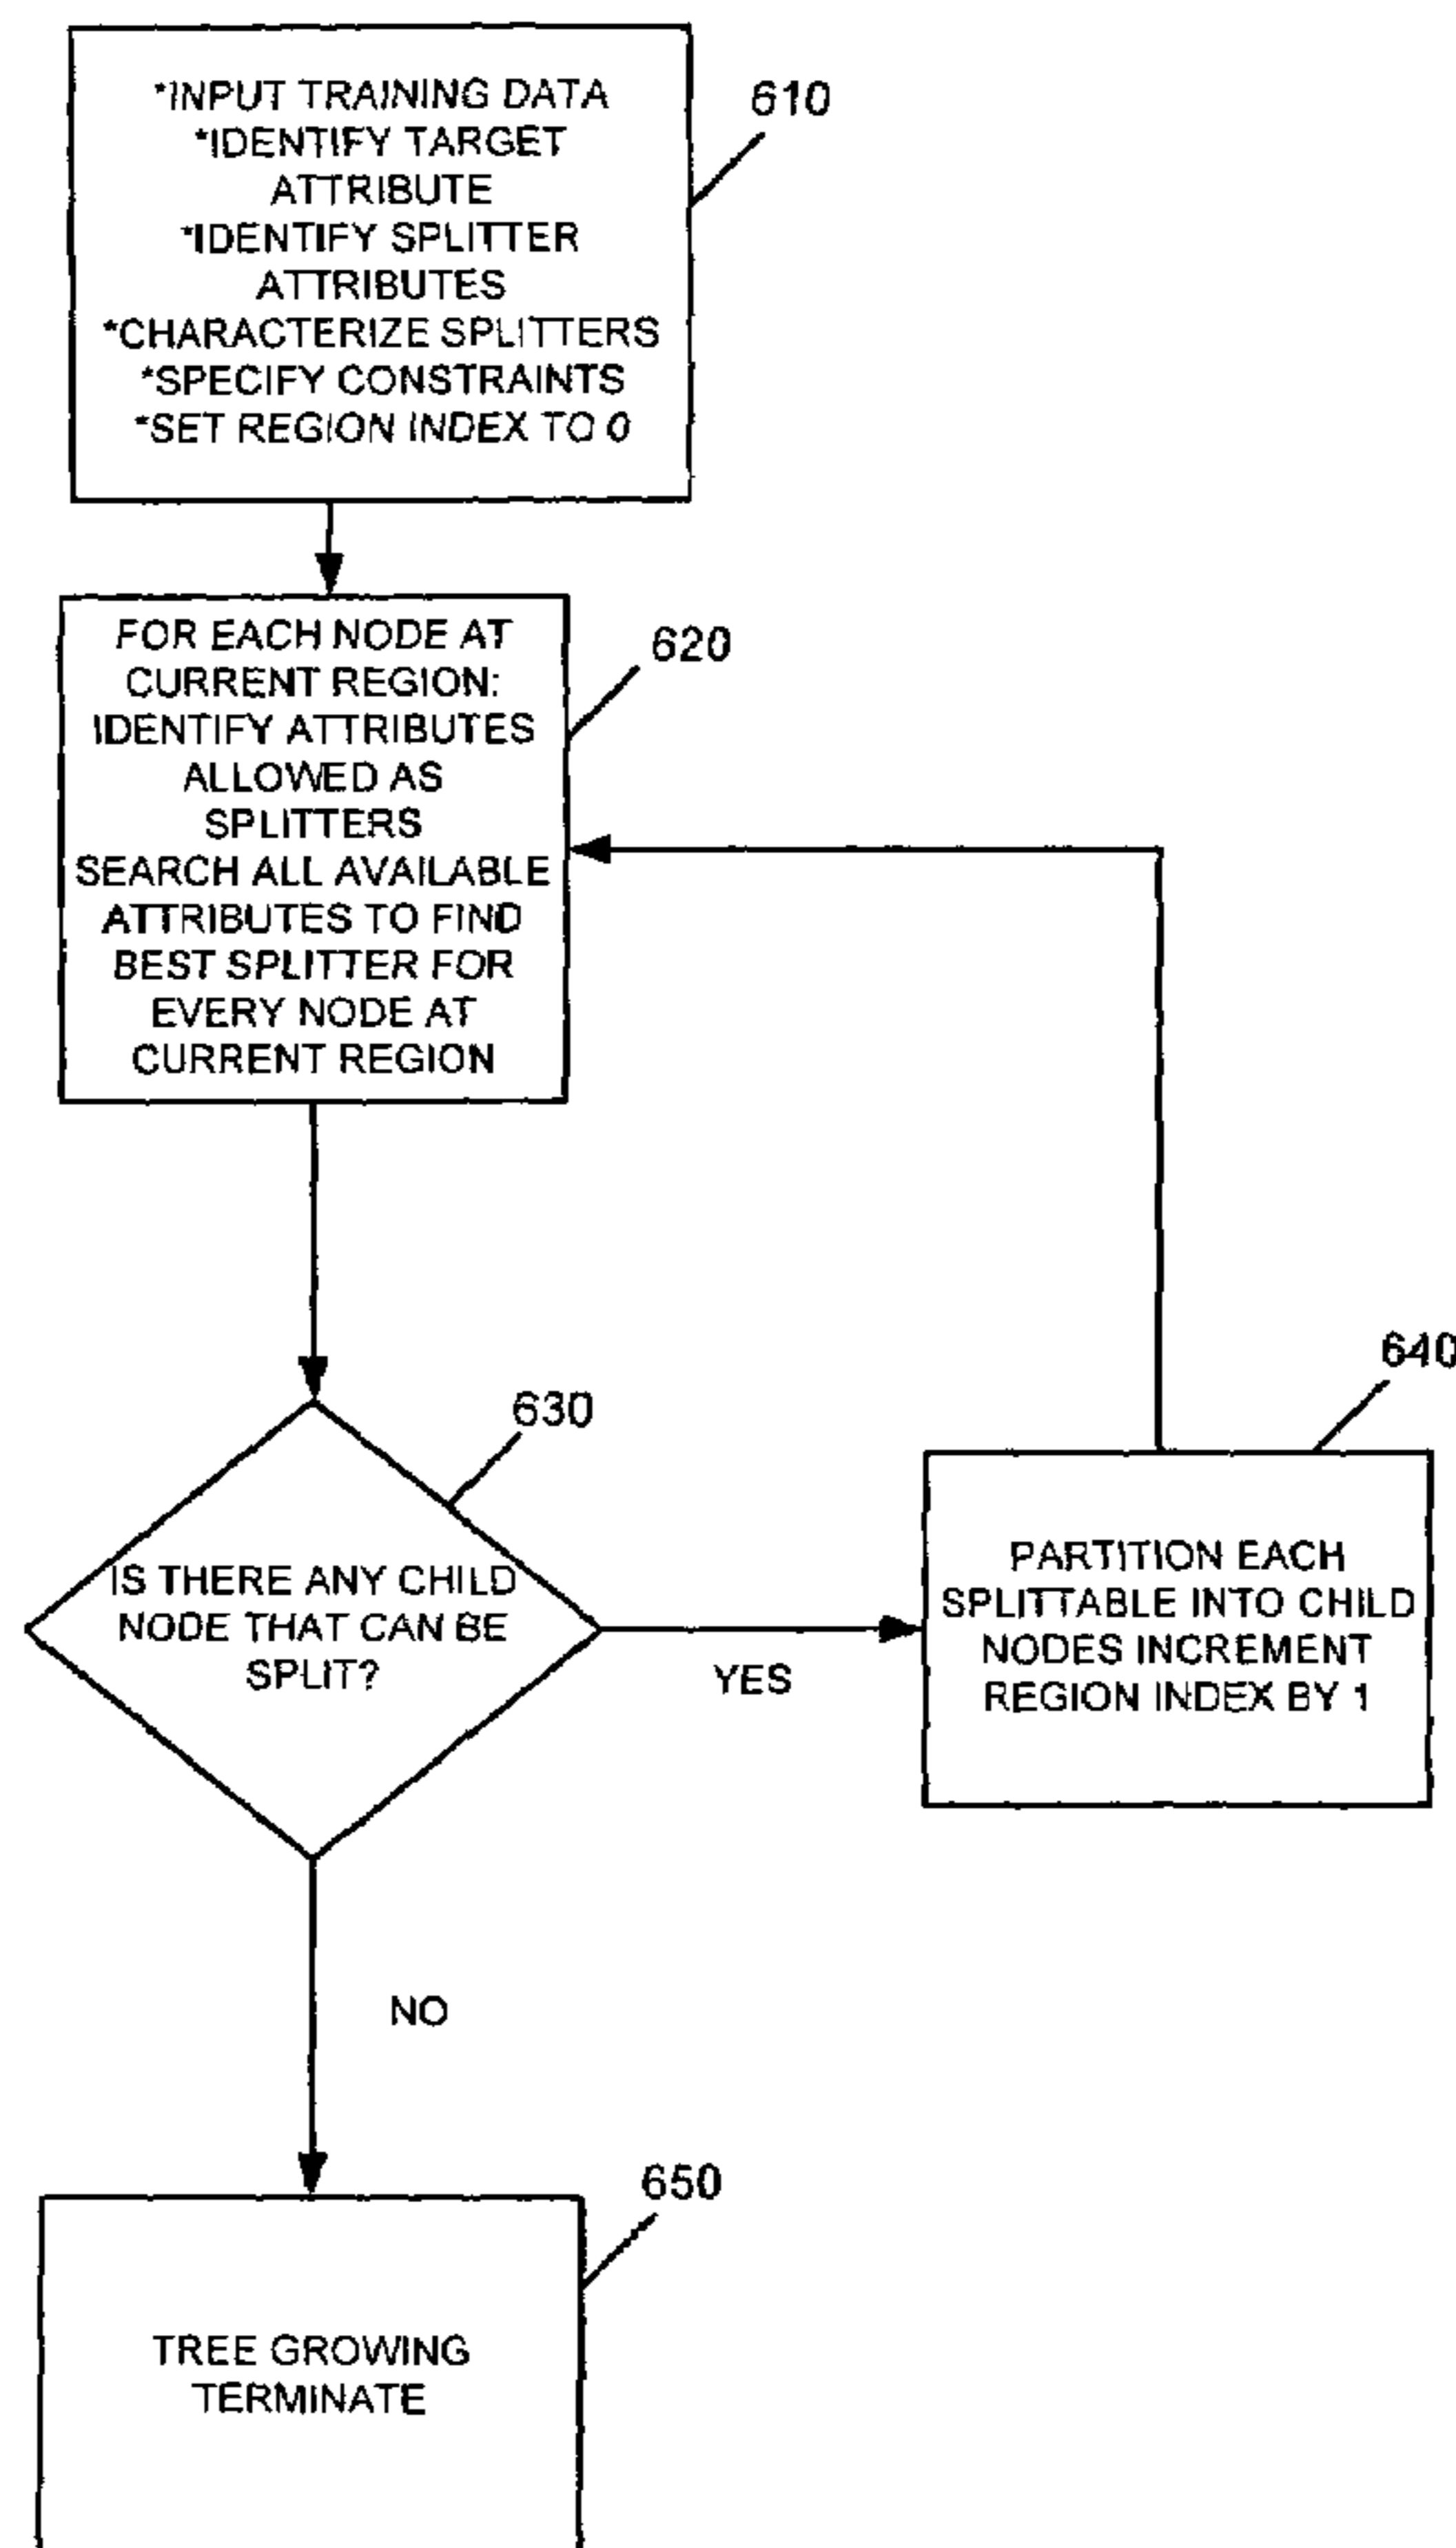 *INPUT TRAINING DATA
*IDENTIFY TARGET
ATTRIBUTE
*IDENTIFY SPLITTER
ATTRIBUTES
*CHARACTERIZE SPLITTERS
*SPECIFY CONSTRAINTS
*SET REGION INDEX TO 0
610
FOR EACH NODE AT
CURRENT REGION:
IDENTIFY ATTRIBUTES
ALLOWED AS
SPLITTERS
SEARCH ALL AVAILABLE
ATTRIBUTES TO FIND
BEST SPLITTER FOR
EVERY NODE AT
CURRENT REGION
620
IS THERE ANY CHILD
NODE THAT CAN BE
SPLIT?
630
YES
PARTITION EACH
SPLITTABLE INTO CHILD
NODES INCREMENT
REGION INDEX BY 1
640
NO
TREE GROWING
TERMINATE
650